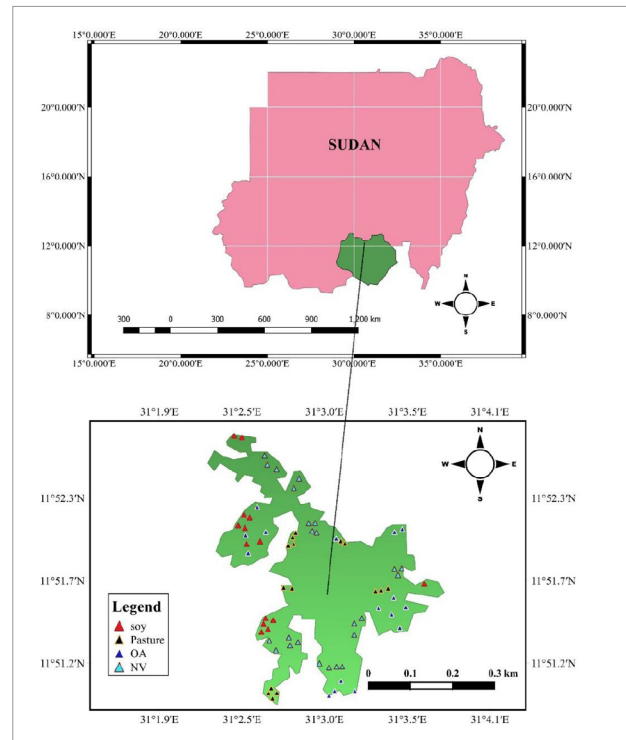 15°0.000'E 20°0.000'E 25°0.000'E 30°0.000'E 35°0.000'E
20°0.000'N 20°0.000'N
SUDAN
16°0.000'N 16°0.000'N
12°0.000'N 12°0.000'N
8°0.000'N 8°0.000'N
N
W E
S
300 0 300 600 900 1,200 km
15°0.000'E 20°0.000'E 25°0.000'E 30°0.000'E 35°0.000'E
31°1.9'E 31°2.5'E 31°3.0'E 31°3.5'E 31°4.1'E
N
W E
S
11°52.3'N 11°52.3'N
11°51.7'N 11°51.7'N
11°51.2'N 11°51.2'N
Legend
soy
Pasture
OA
NV
0 0.1 0.2 0.3 km
31°1.9'E 31°2.5'E 31°3.0'E 31°3.5'E 31°4.1'E